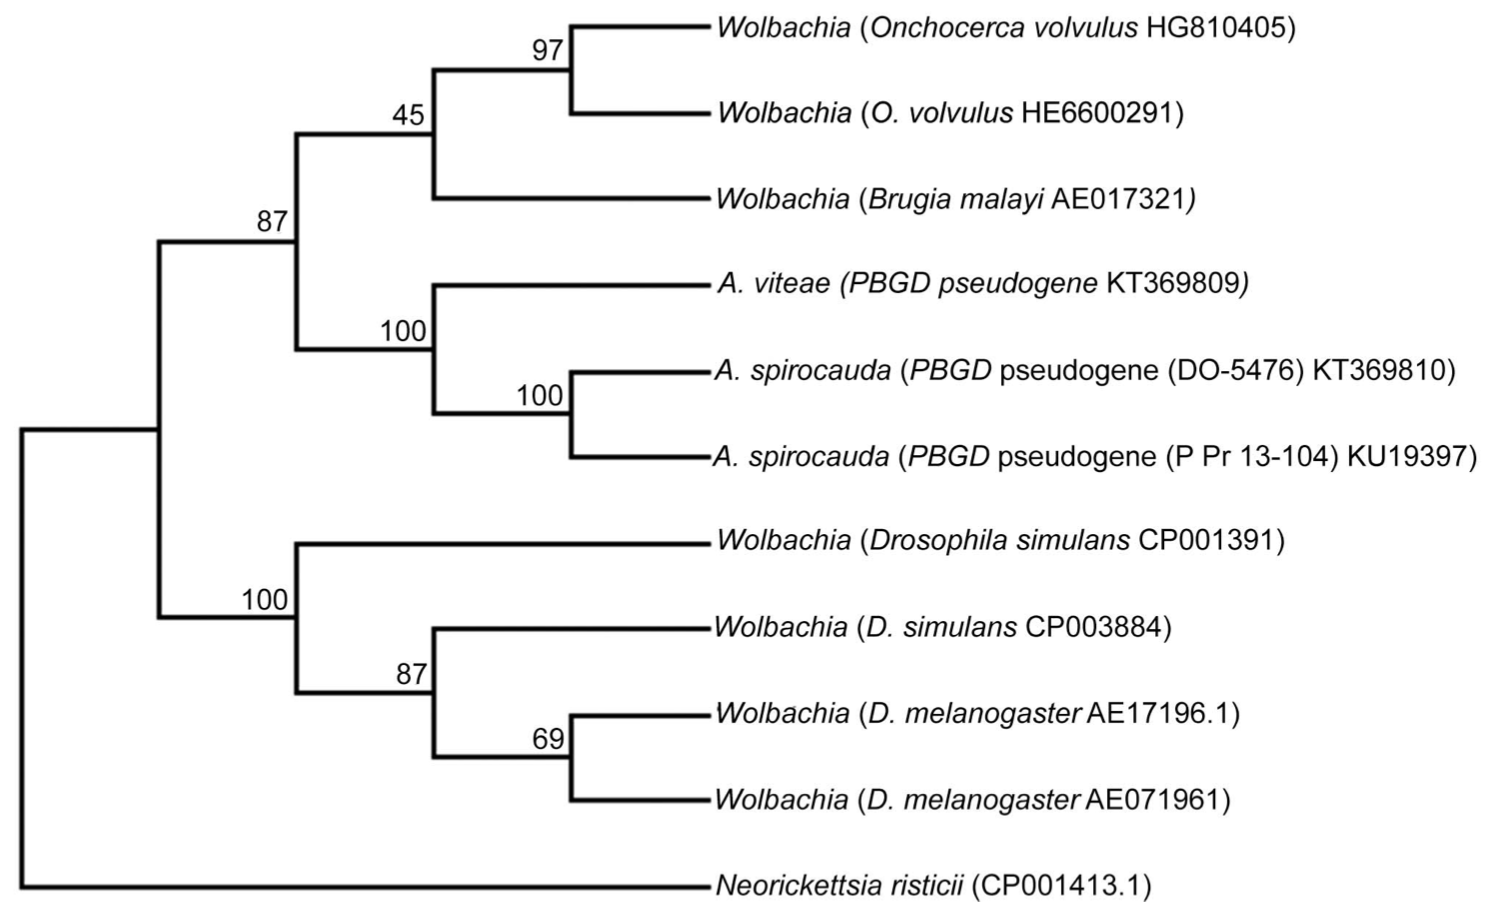 Wolbachia (Onchocerca volvulus HG810405)
97
Wolbachia (O. volvulus HE6600291)
45
Wolbachia (Brugia malayi AE017321)
87
A. viteae (PBGD pseudogene KT369809)
100
A. spirocauda (PBGD pseudogene (DO-5476) KT369810)
100
A. spirocauda (PBGD pseudogene (P Pr 13-104) KU19397)
Wolbachia (Drosophila simulans CP001391)
100
Wolbachia (D. simulans CP003884)
87
Wolbachia (D. melanogaster AE17196.1)
69
Wolbachia (D. melanogaster AE071961)
Neorickettsia risticii (CP001413.1)